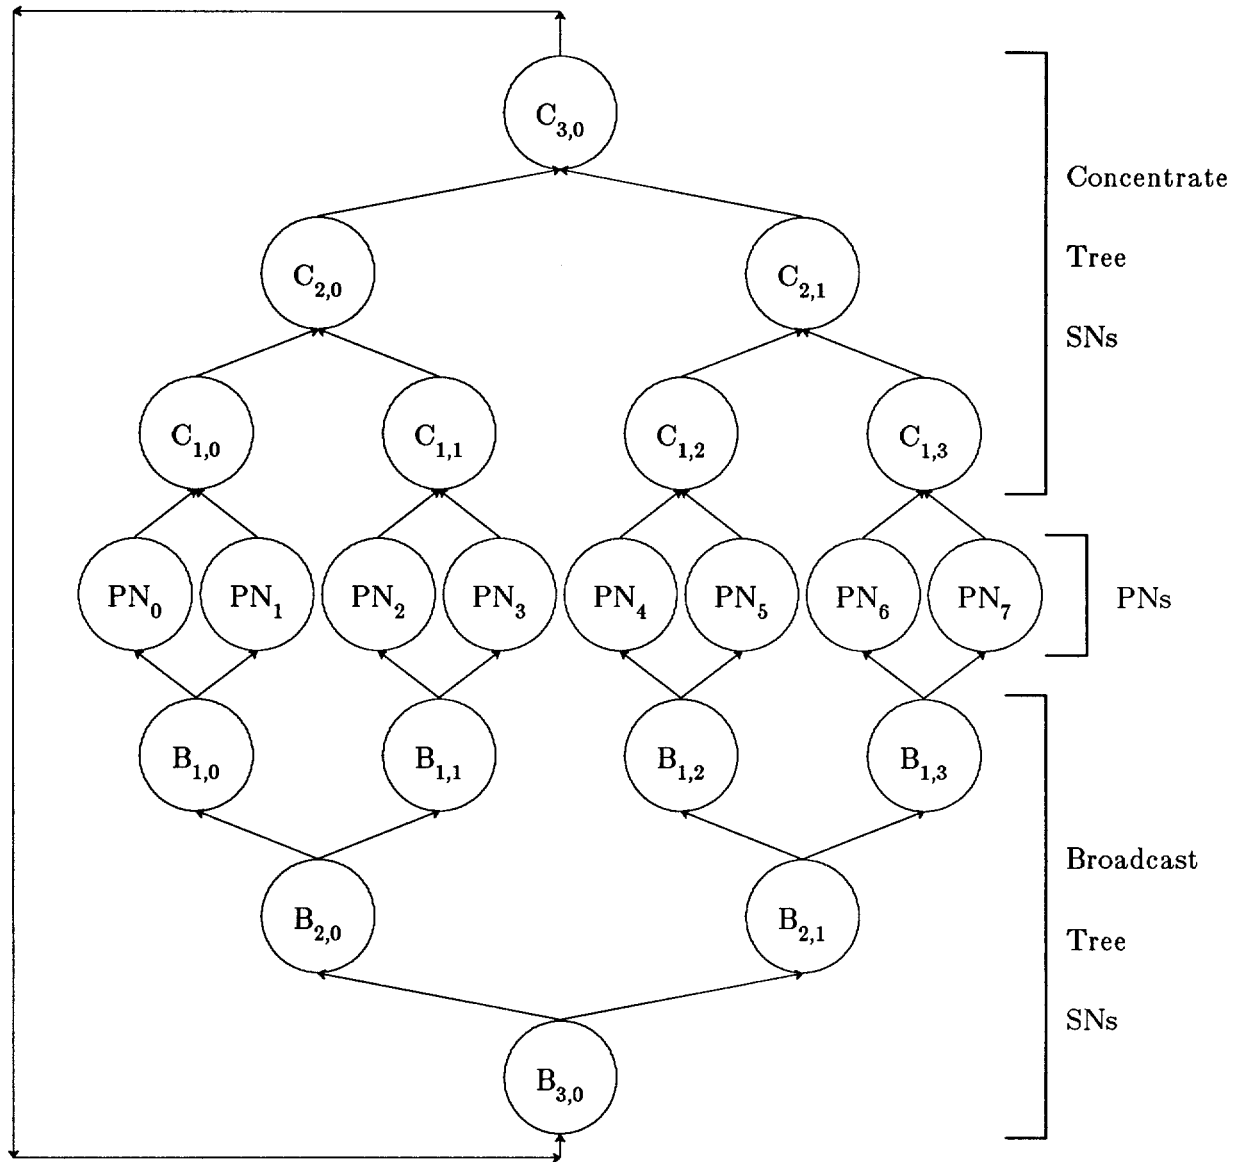 C3,0
Concentrate
C2,0 C2,1
Tree
SNs
C1,0 C1,1 C1,2 C1,3
PN0 PN1 PN2 PN3 PN4 PN5 PN6 PN7 PNs
B1,0 B1,1 B1,2 B1,3
Broadcast
B2,0 B2,1
Tree
SNs
B3,0